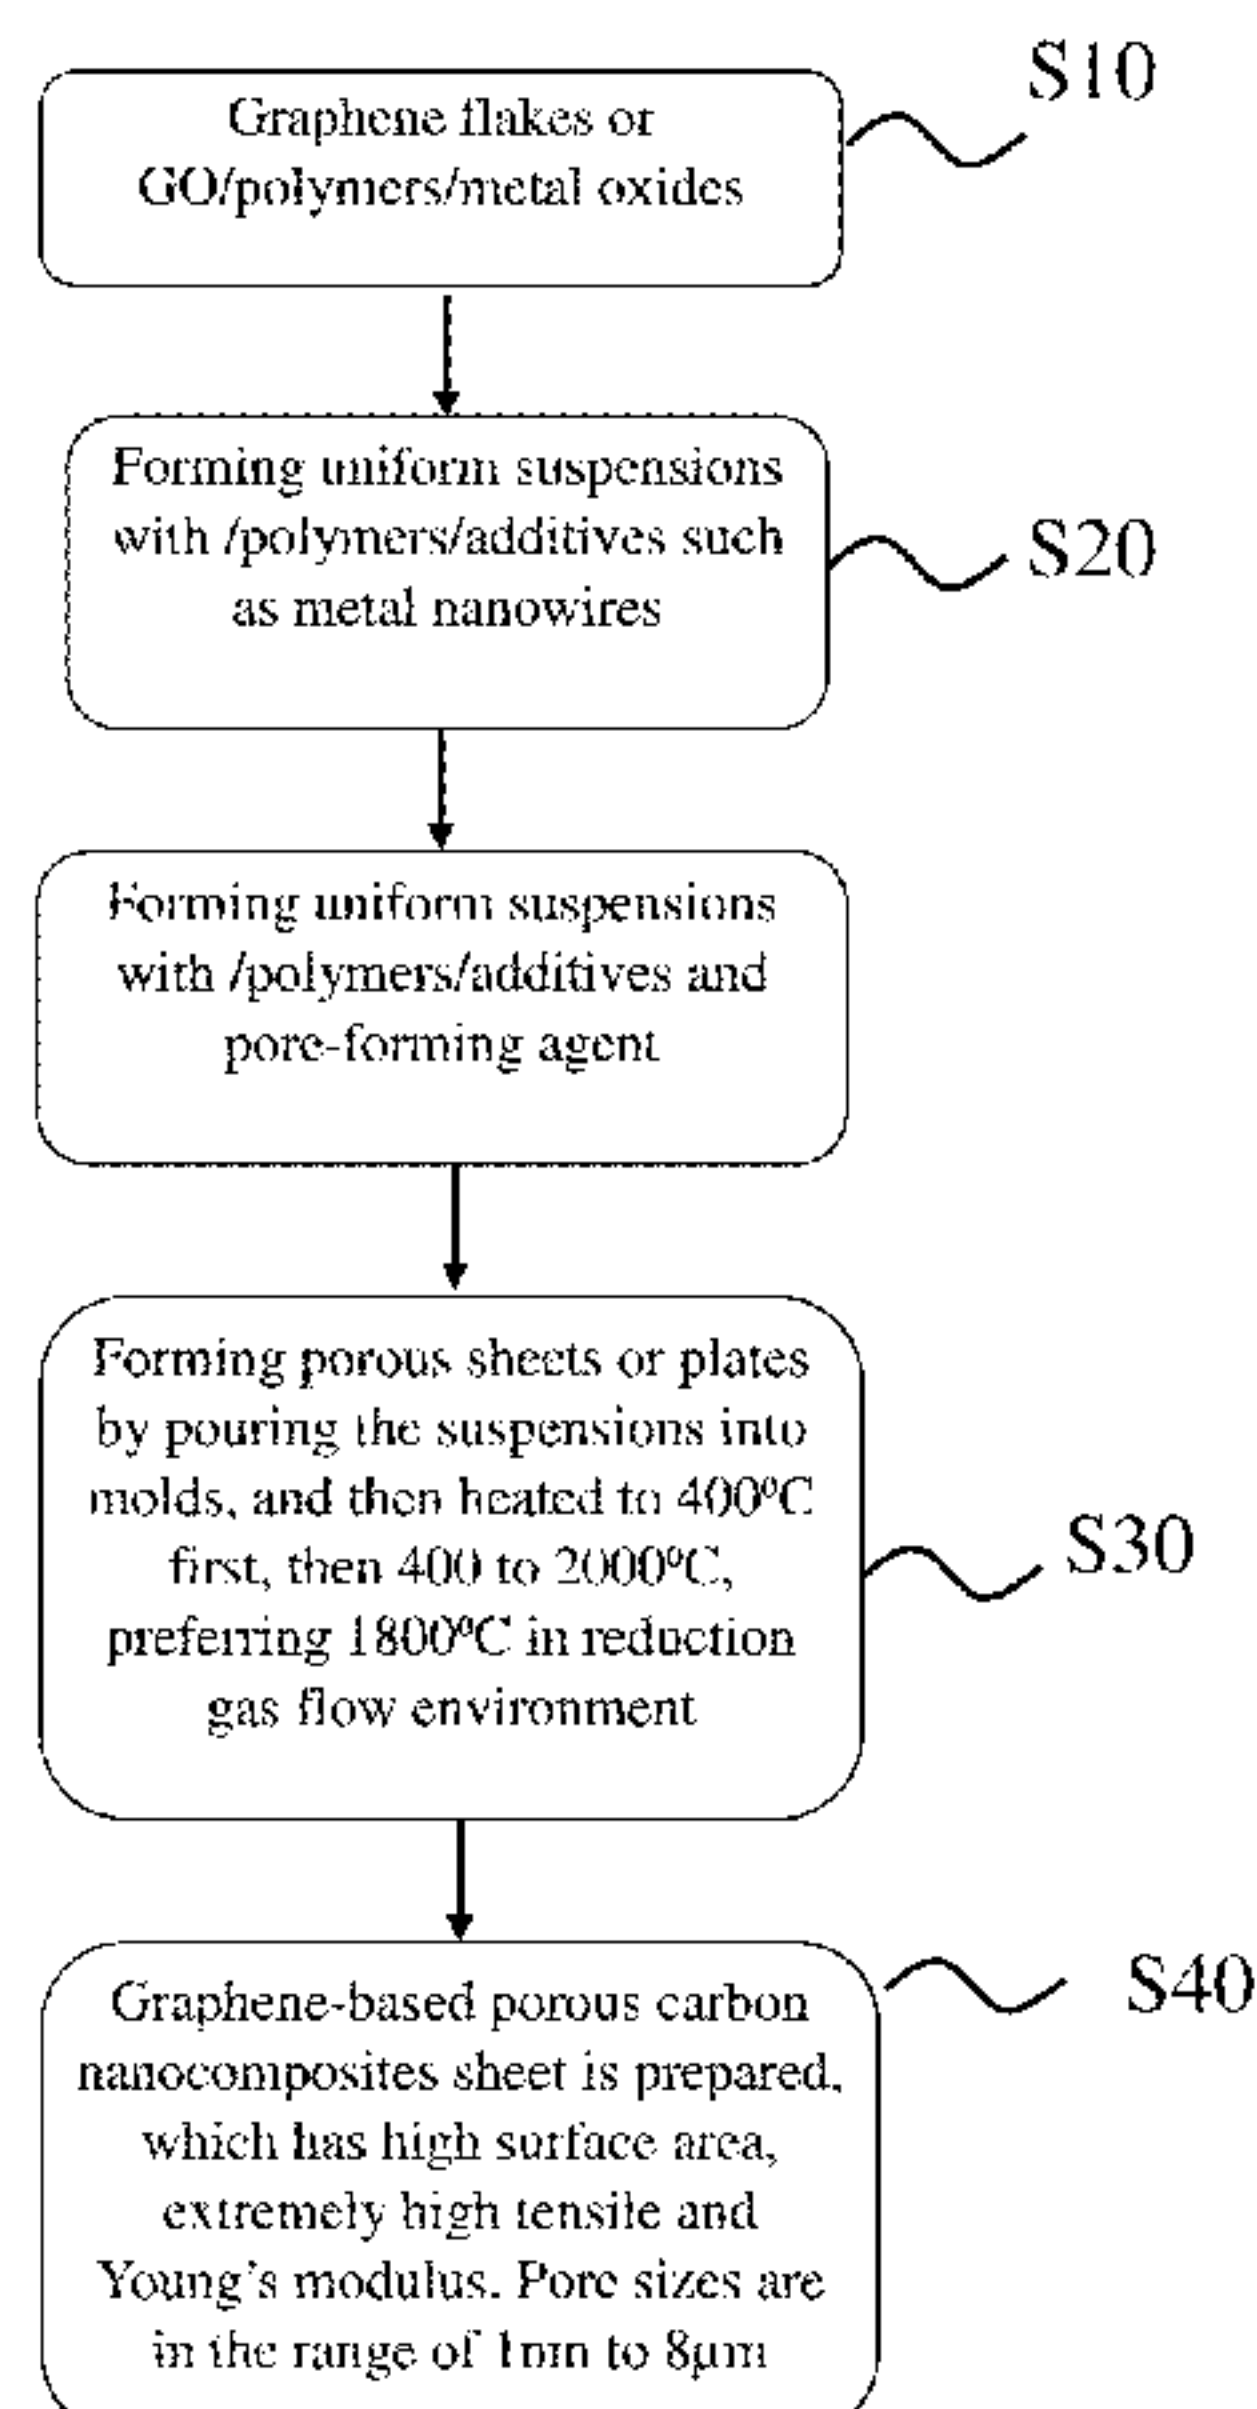 S10
Graphene flakes or
GO/polymers/metal oxides
Forming uniform suspensions
with /polymers/additives such
as metal nanowires
S20
Forming uniform suspensions
with /polymers/additives and
pore-forming agent
Forming porous sheets or plates
by pouring the suspensions into
molds, and then heated to 400⁰C
first, then 400 to 2000⁰C,
preferring 1800⁰C in reduction
gas flow environment
S30
Graphene-based porous carbon
nanocomposites sheet is prepared,
which has high surface area,
extremely high tensile and
Young's modulus. Pore sizes are
in the range of 1nm to 8μm
S40